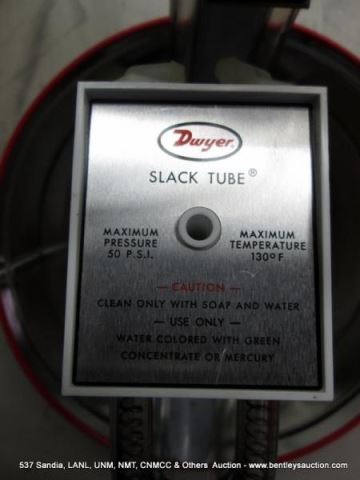 Dwyer
SLACK TUBE®
MAXIMUM PRESSURE 50 P.S.I.
MAXIMUM TEMPERATURE 130°F
— CAUTION —
CLEAN ONLY WITH SOAP AND WATER
— USE ONLY —
WATER COLORED WITH GREEN
CONCENTRATE OR MERCURY
537 Sandia, LANL, UNM, NMT, CNMCC & Others Auction - www.bentleysauction.com